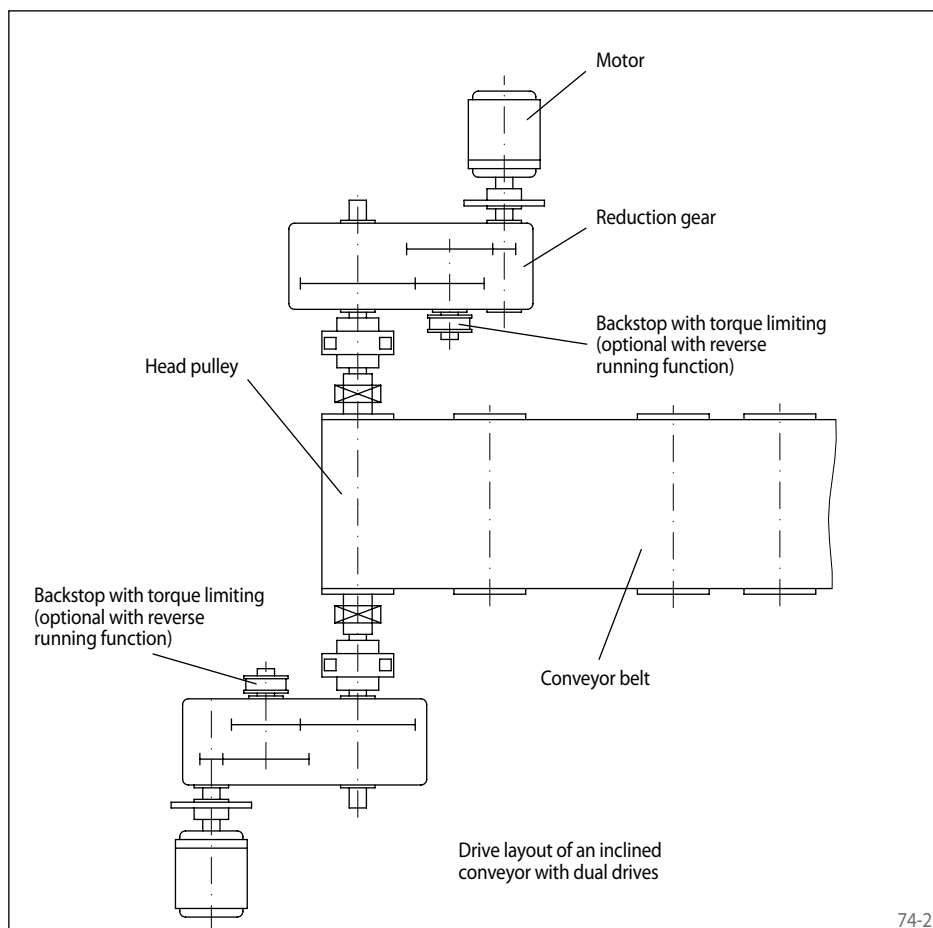 Motor
Reduction gear
Backstop with torque limiting
(optional with reverse
running function)
Head pulley
Backstop with torque limiting
(optional with reverse
running function)
Conveyor belt
Drive layout of an inclined
conveyor with dual drives
74-2